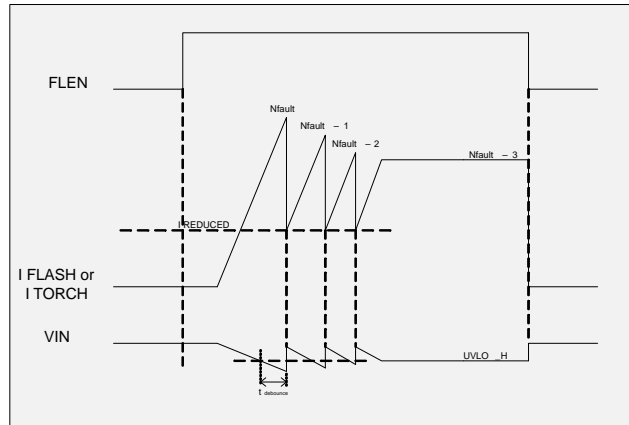 FLEN
Nfault
Nfault – 1
Nfault – 2
Nfault – 3
I REDUCED
I FLASH or
I TORCH
VIN
UVLO _H
t debounce